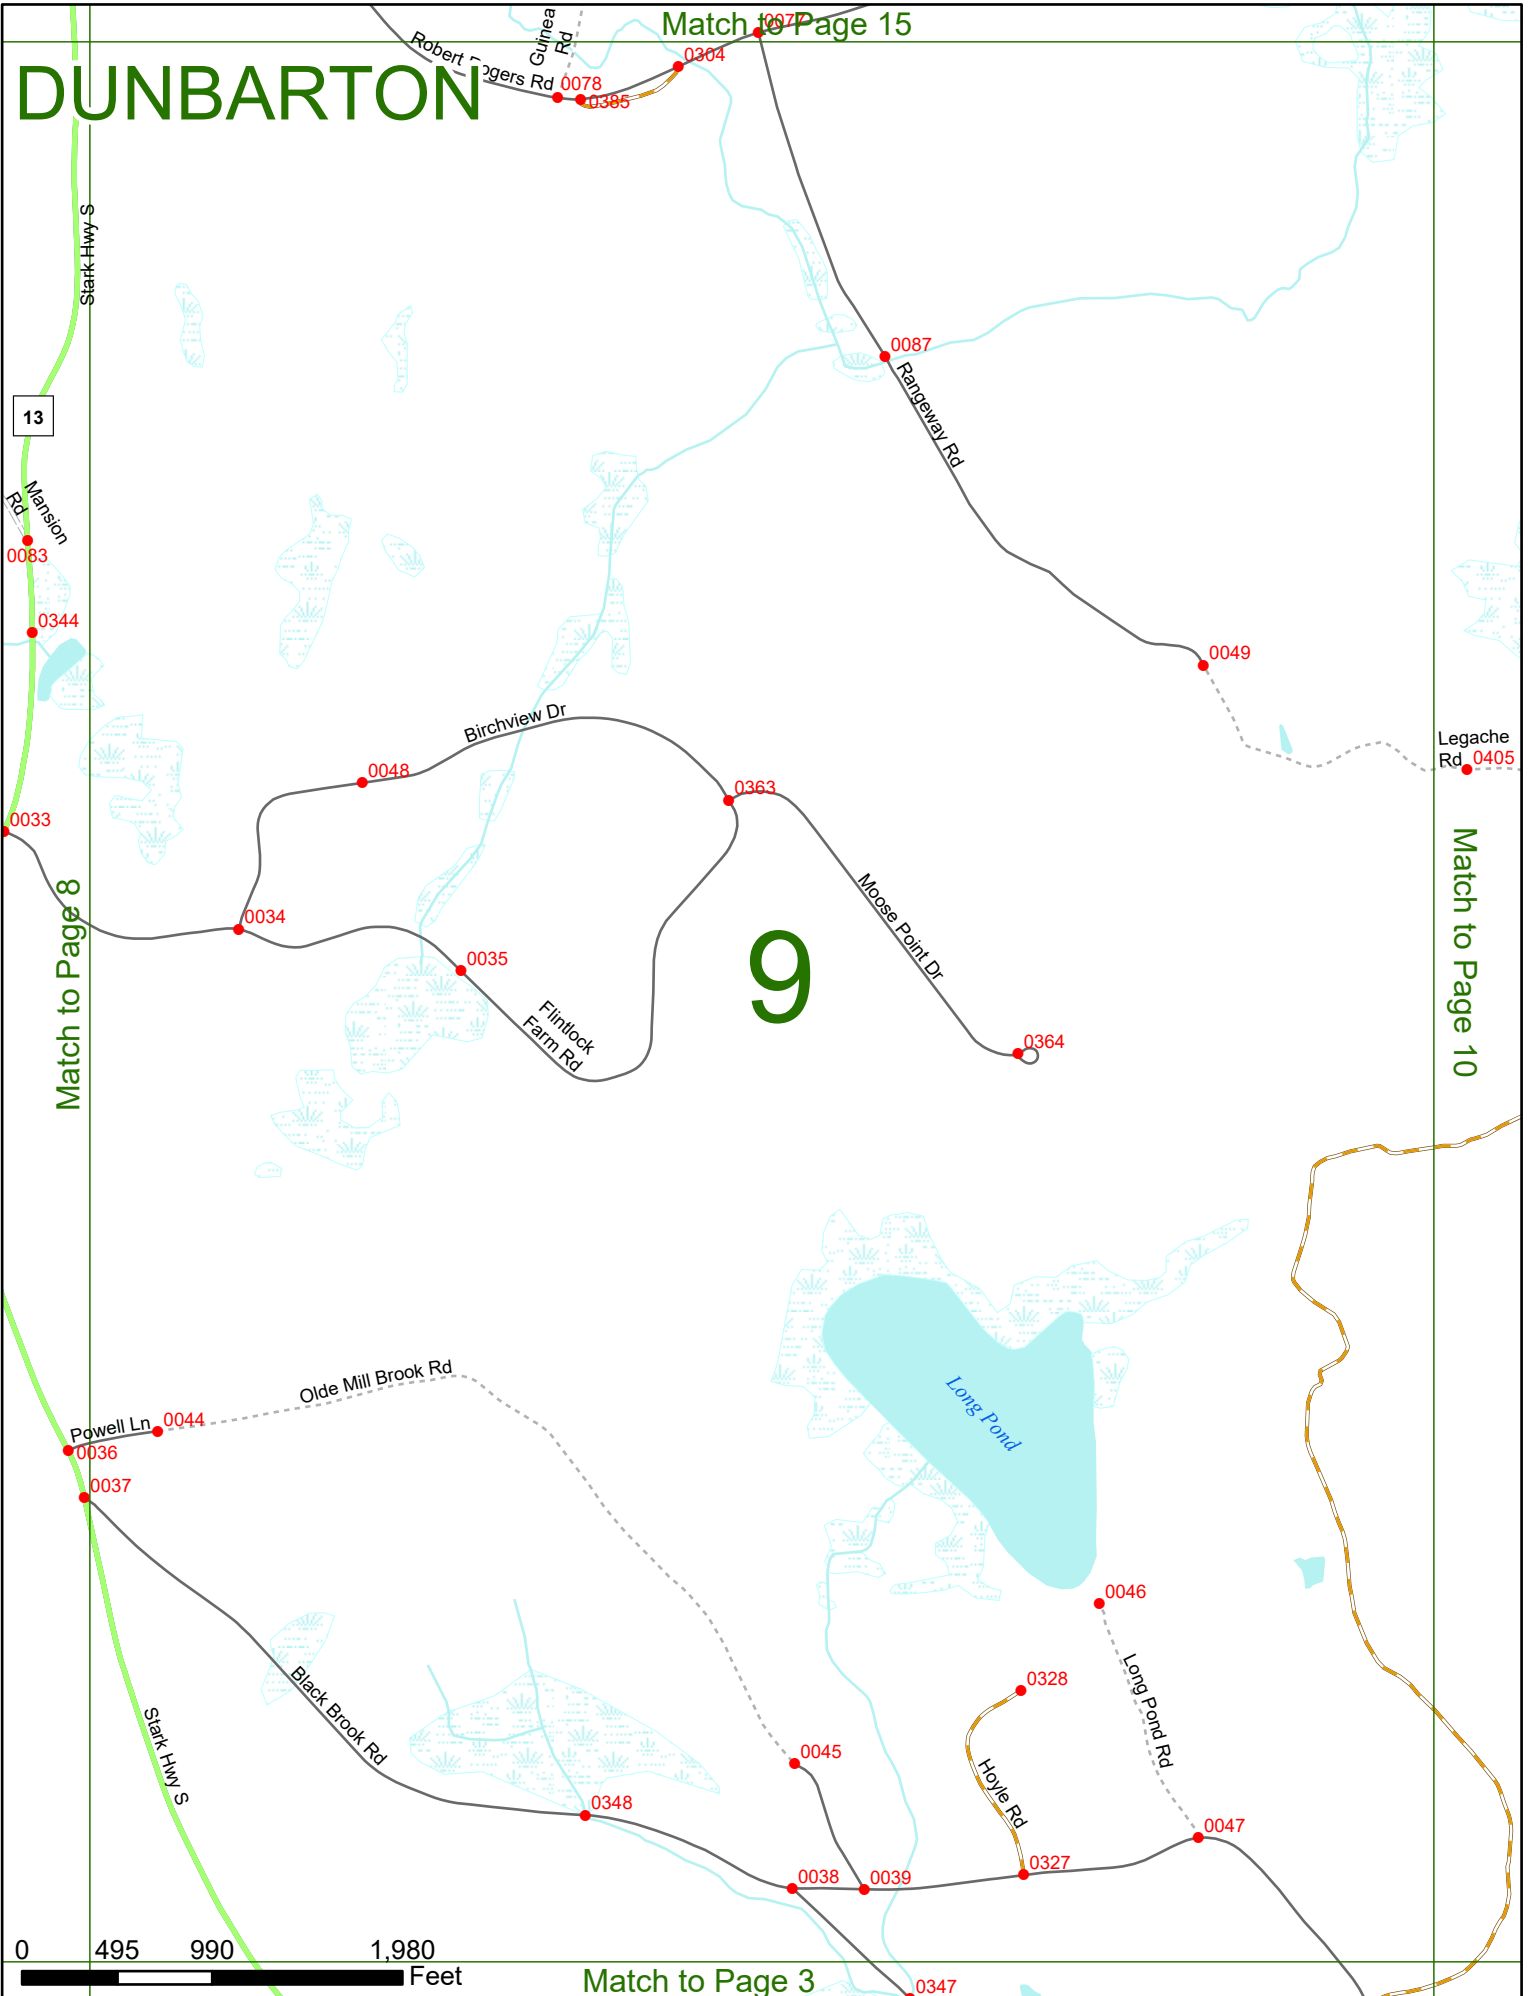 Match to Page 15
0077
Guinea
Rd
Robert Rogers Rd
0304
0078
0385
DUNBARTON
Stark Hwy S
0087
Rangeway Rd
13
Mansion
Rd
0083
0344
0049
Birchview Dr
Legache
Rd
0405
0048
0363
0033
Match to Page 8
0034
0035
Moose Point Dr
9
Match to Page 10
Flintlock
Farm Rd
0364
Olde Mill Brook Rd
Long Pond
Powell Ln
0044
0036
0037
0046
Long Pond Rd
0328
Black Brook Rd
Stark Hwy S
0045
Hoyle Rd
0348
0047
0327
0038
0039
0 495 990 1,980
Feet
Match to Page 3
0347